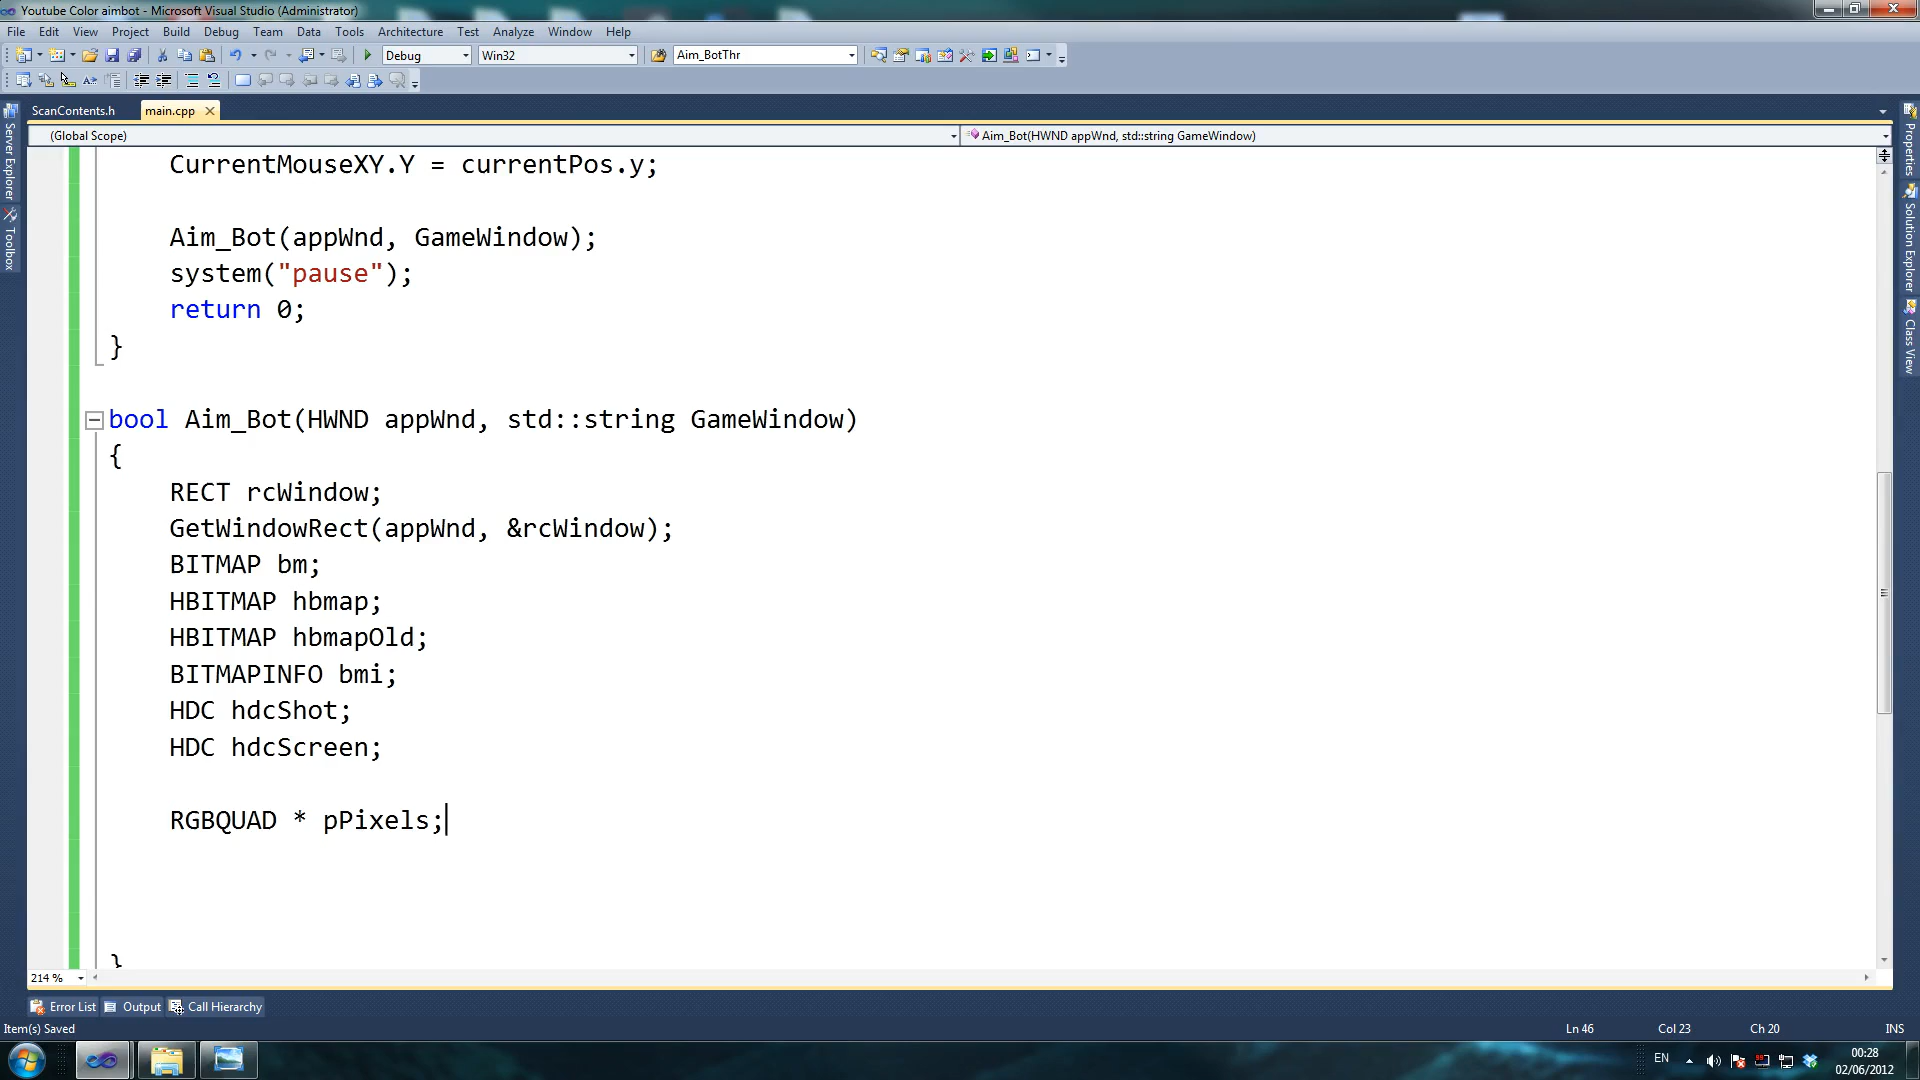 Youtube Color aimbot - Microsoft Visual Studio (Administrator)
File Edit View Project Build Debug Team Data Tools Architecture Test Analyze Window Help
Debug Win32 Aim_BotThr
ScanContents.h main.cpp
(Global Scope) Aim_Bot(HWND appWnd, std::string GameWindow)
Server Explorer
Toolbox
Properties
Solution Explorer
Class View
CurrentMouseXY.Y = currentPos.y;
Aim_Bot(appWnd, GameWindow);
system("pause");
return 0;
}
bool Aim_Bot(HWND appWnd, std::string GameWindow)
{
RECT rcWindow;
GetWindowRect(appWnd, &rcWindow);
BITMAP bm;
HBITMAP hbmap;
HBITMAP hbmapOld;
BITMAPINFO bmi;
HDC hdcShot;
HDC hdcScreen;
RGBQUAD * pPixels;
}
214 %
Error List Output Call Hierarchy
Item(s) Saved Ln 46 Col 23 Ch 20 INS
EN 00:28
02/06/2012